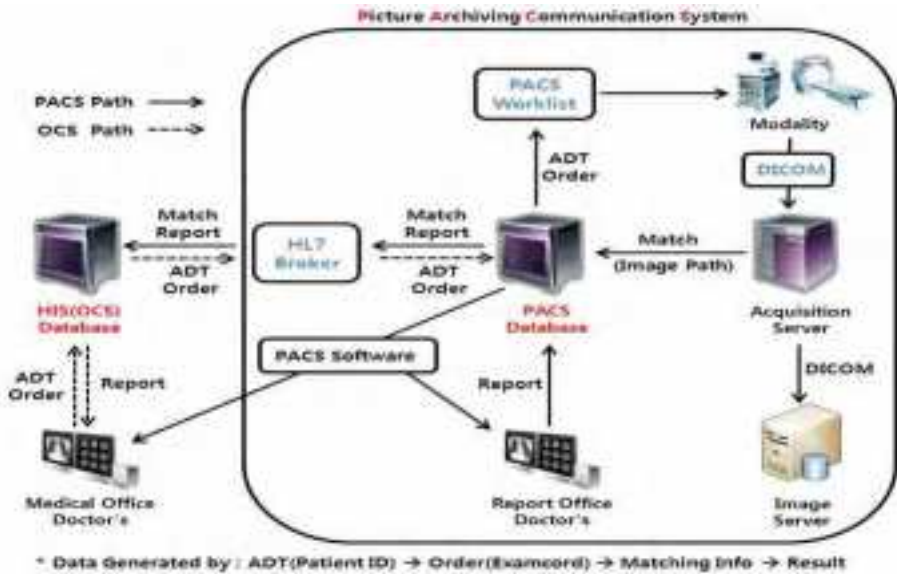 Picture Archiving Communication System
PACS Path
OCS Path
PACS
Worklist
Modality
ADT
Order
DICOM
Match
Report
ADT
Order
HL7
Broker
Match
Report
ADT
Order
Match
(Image Path)
HIS(OCS)
Database
PACS
Database
Acquisition
Server
PACS Software
ADT
Order
Report
Report
DICOM
Medical Office
Doctor's
Report Office
Doctor's
Image
Server
* Data Generated by : ADT(Patient ID) → Order(Examcord) → Matching Info → Result